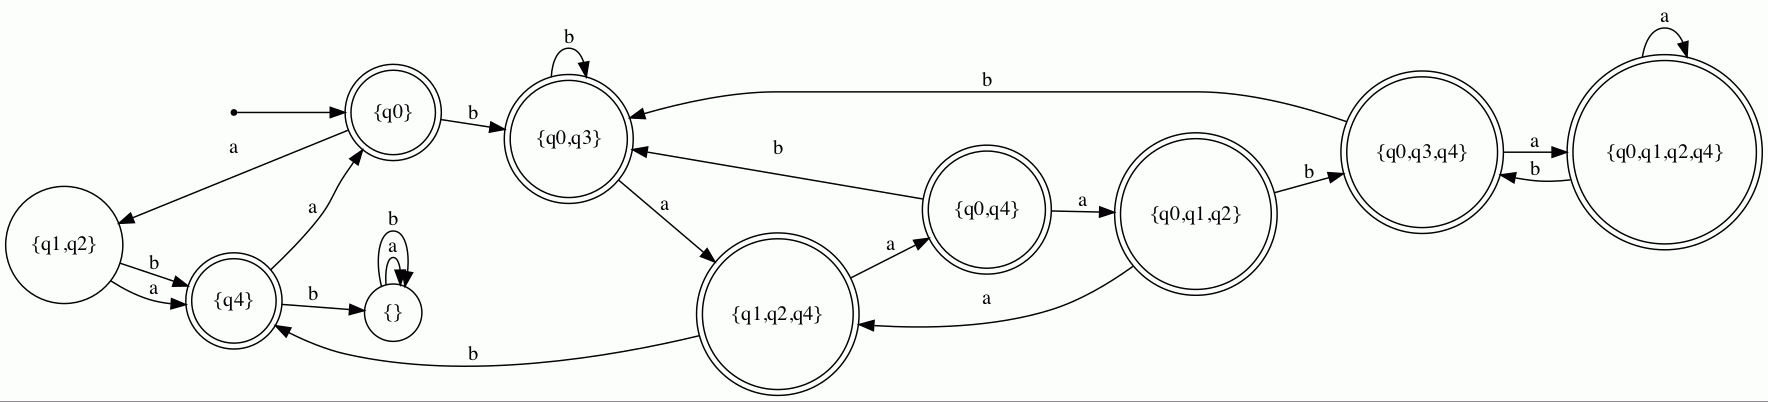 a
b
b
{q0,q1,q2,q4}
{q0}
b
{q0,q3}
b
b
b
a
b
{q0,q3,q4}
a
a
b
{q0,q4}
a
{q0,q1,q2}
{q1,q2}
b
a
b
a
a
a
{q4}
b
{}
{q1,q2,q4}
a
b